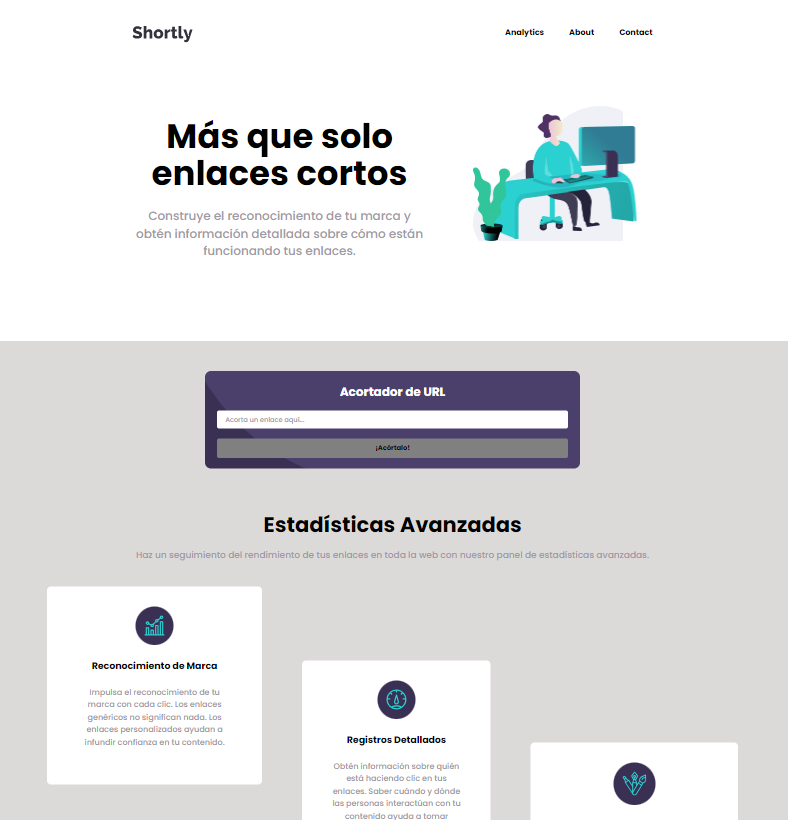 Shortly
Analytics
About
Contact
Más que solo
enlaces cortos
Construye el reconocimiento de tu marca y
obtén información detallada sobre cómo están
funcionando tus enlaces.
Acortador de URL
Acorta un enlace aquí...
¡Acórtalo!
Estadísticas Avanzadas
Haz un seguimiento del rendimiento de tus enlaces en toda la web con nuestro panel de estadísticas avanzadas.
Reconocimiento de Marca
Impulsa el reconocimiento de tu
marca con cada clic. Los enlaces
genéricos no significan nada. Los
enlaces personalizados ayudan a
infundir confianza en tu contenido.
Registros Detallados
Obtén información sobre quién
está haciendo clic en tus
enlaces. Saber cuándo y dónde
las personas interactúan con tu
contenido ayuda a tomar